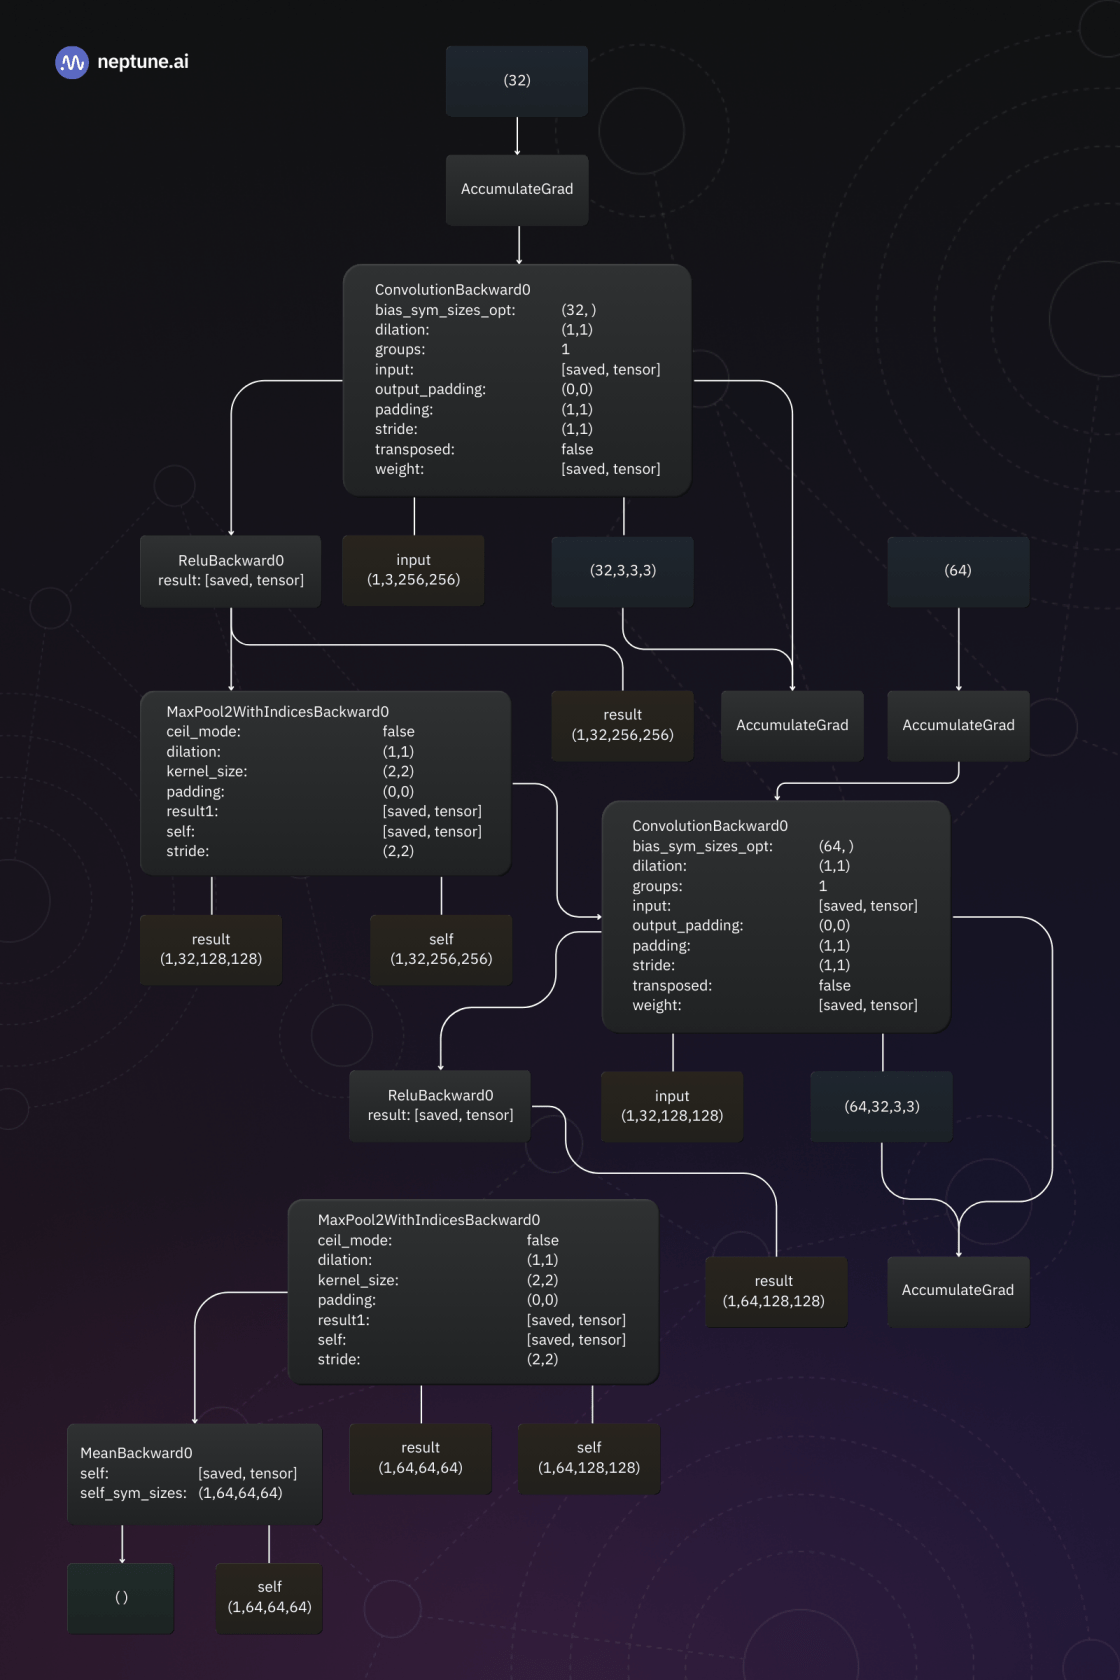 neptune.ai
(32)
AccumulateGrad
ConvolutionBackward0
bias_sym_sizes_opt: (32, )
dilation: (1,1)
groups: 1
input: [saved, tensor]
output_padding: (0,0)
padding: (1,1)
stride: (1,1)
transposed: false
weight: [saved, tensor]
ReluBackward0
result: [saved, tensor]
input
(1,3,256,256)
(32,3,3,3)
(64)
MaxPool2WithIndicesBackward0
ceil_mode: false
dilation: (1,1)
kernel_size: (2,2)
padding: (0,0)
result1: [saved, tensor]
self: [saved, tensor]
stride: (2,2)
result
(1,32,256,256)
AccumulateGrad
AccumulateGrad
ConvolutionBackward0
bias_sym_sizes_opt: (64, )
dilation: (1,1)
groups: 1
input: [saved, tensor]
output_padding: (0,0)
padding: (1,1)
stride: (1,1)
transposed: false
weight: [saved, tensor]
result
(1,32,128,128)
self
(1,32,256,256)
ReluBackward0
result: [saved, tensor]
input
(1,32,128,128)
(64,32,3,3)
MaxPool2WithIndicesBackward0
ceil_mode: false
dilation: (1,1)
kernel_size: (2,2)
padding: (0,0)
result1: [saved, tensor]
self: [saved, tensor]
stride: (2,2)
result
(1,64,128,128)
AccumulateGrad
MeanBackward0
self: [saved, tensor]
self_sym_sizes: (1,64,64,64)
result
(1,64,64,64)
self
(1,64,128,128)
( )
self
(1,64,64,64)